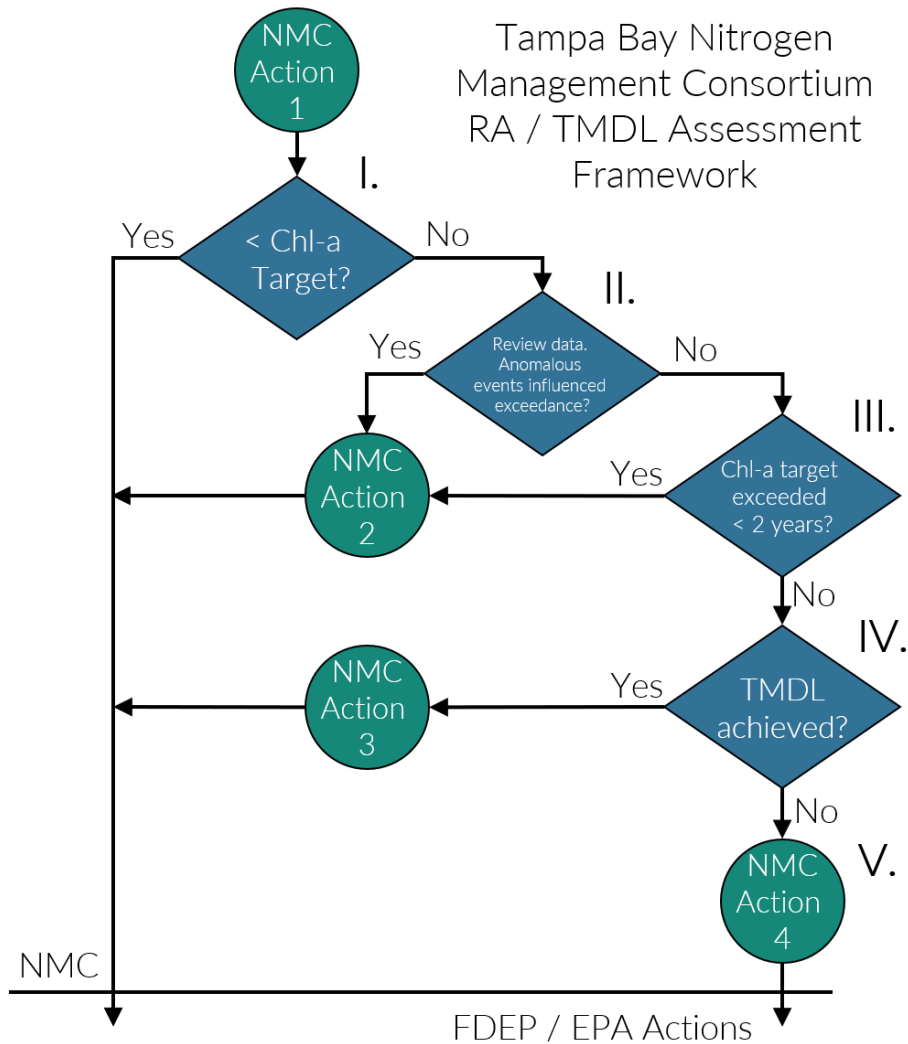 NMC
Action
1
Tampa Bay Nitrogen
Management Consortium
RA / TMDL Assessment
Framework
I.
Yes
< Chl-a
Target?
No
II.
Yes
Review data.
Anomalous
events influenced
exceedance?
No
III.
NMC
Action
2
Yes
Chl-a target
exceeded
< 2 years?
No
IV.
NMC
Action
3
Yes
TMDL
achieved?
No
V.
NMC
Action
4
NMC
FDEP / EPA Actions